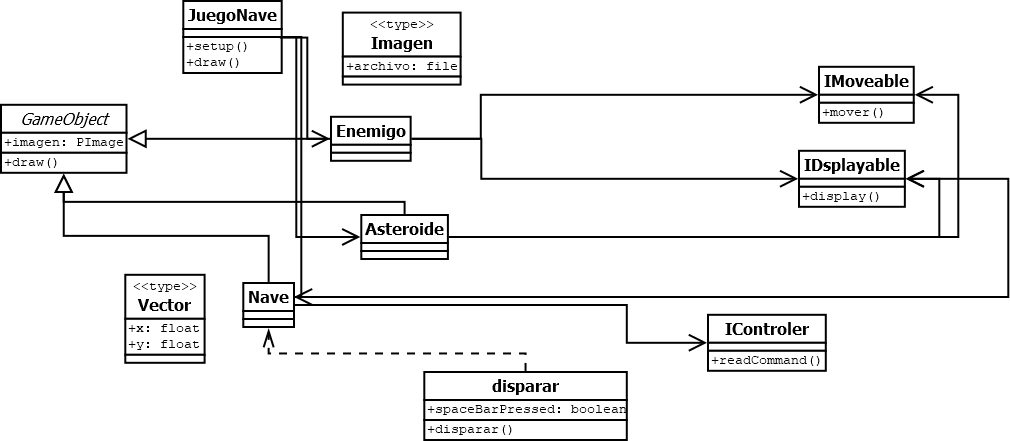 JuegoNave
+setup()
+draw()
<<type>>
Imagen
+archivo: file
IMoveable
+mover()
GameObject
+imagen: PImage
+draw()
Enemigo
IDsplayable
+display()
Asteroide
<<type>>
Vector
+x: float
+y: float
Nave
IControler
+readCommand()
disparar
+spaceBarPressed: boolean
+disparar()